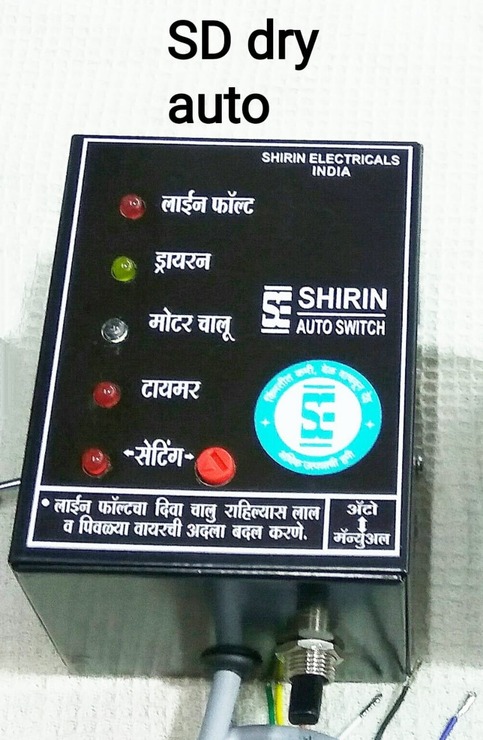 SD dry
auto
SHIRIN ELECTRICALS
INDIA
लाईन फॉल्ट
ड्रायरन
मोटर चालू
SHIRIN
AUTO SWITCH
टायमर
सेटिंग
• लाईन फॉल्टचा दिवा चालु राहिल्यास लाल
व पिवळ्या वायरची अदला बदल करणे.
ॲटो
मॅन्युअल